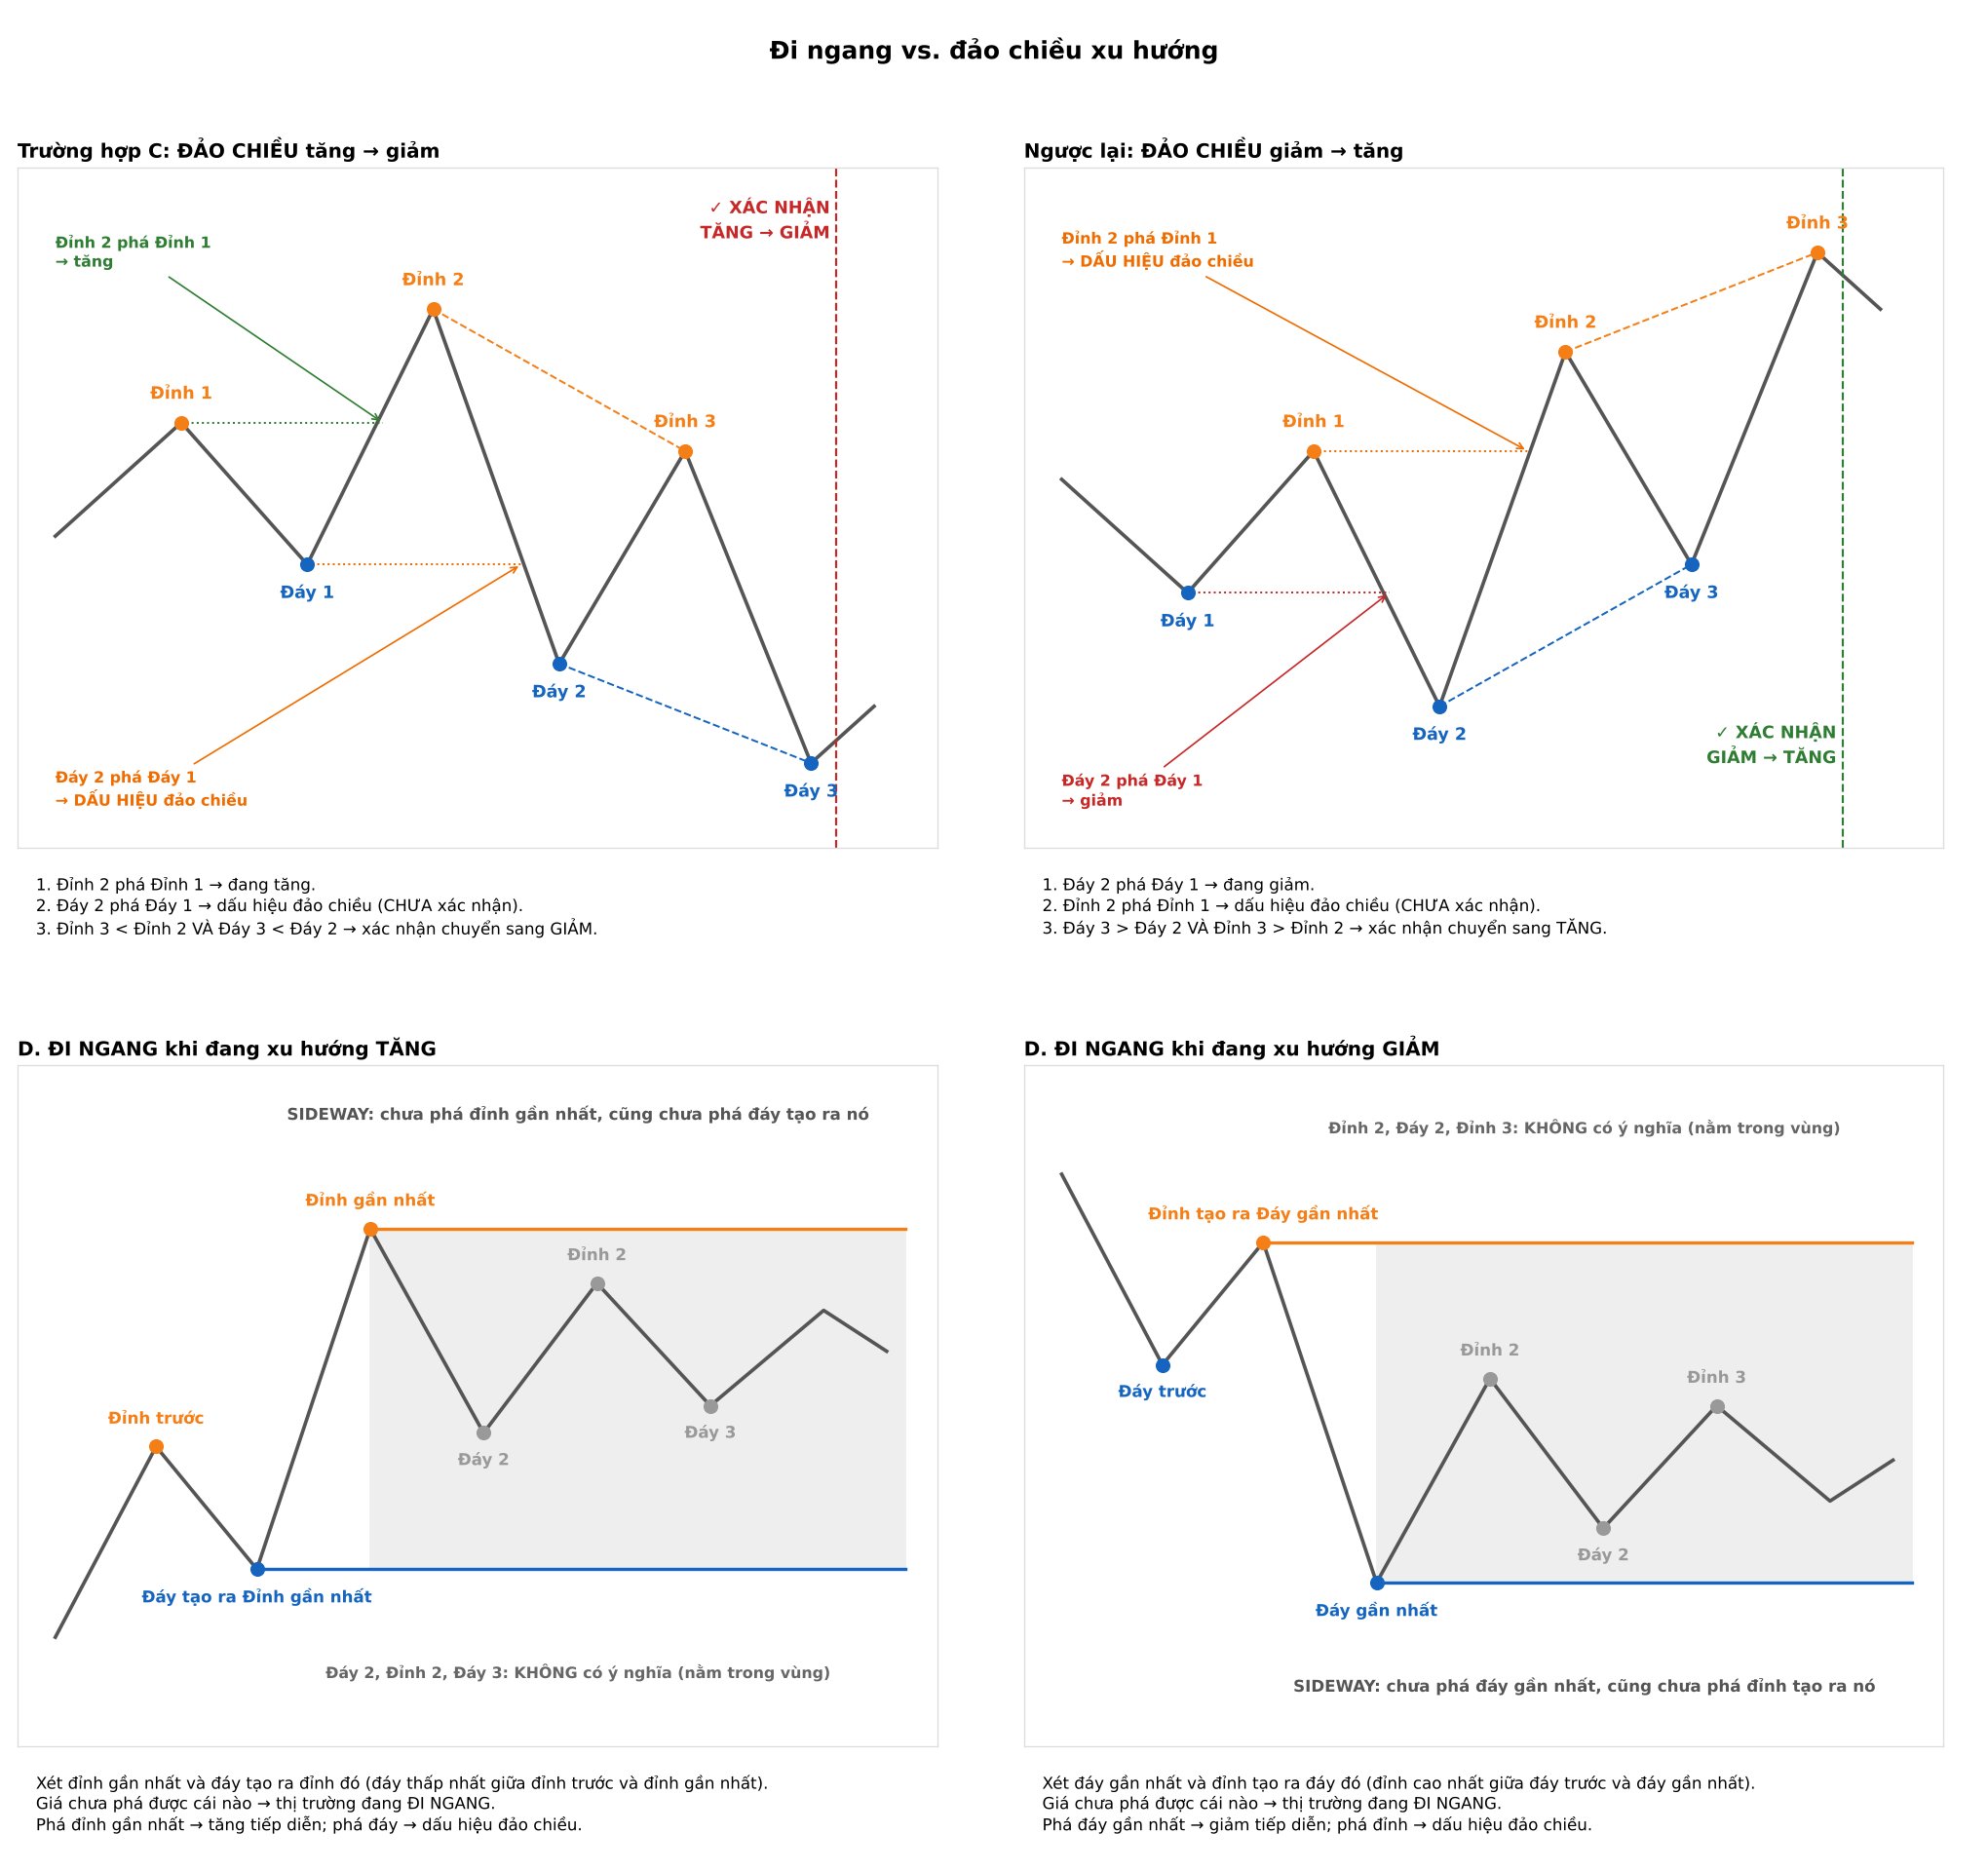 Đi ngang vs. đảo chiều xu hướng
Trường hợp C: ĐẢO CHIỀU tăng → giảm
✓ XÁC NHẬN
TĂNG → GIẢM
Đỉnh 2 phá Đỉnh 1
→ tăng
Đỉnh 2
Đỉnh 1
Đỉnh 3
Đáy 1
Đáy 2
Đáy 2 phá Đáy 1
→ DẤU HIỆU đảo chiều
Đáy 3
1. Đỉnh 2 phá Đỉnh 1 → đang tăng.
2. Đáy 2 phá Đáy 1 → dấu hiệu đảo chiều (CHƯA xác nhận).
3. Đỉnh 3 < Đỉnh 2 VÀ Đáy 3 < Đáy 2 → xác nhận chuyển sang GIẢM.
Ngược lại: ĐẢO CHIỀU giảm → tăng
Đỉnh 3
Đỉnh 2 phá Đỉnh 1
→ DẤU HIỆU đảo chiều
Đỉnh 2
Đỉnh 1
Đáy 3
Đáy 1
Đáy 2
✓ XÁC NHẬN
GIẢM → TĂNG
Đáy 2 phá Đáy 1
→ giảm
1. Đáy 2 phá Đáy 1 → đang giảm.
2. Đỉnh 2 phá Đỉnh 1 → dấu hiệu đảo chiều (CHƯA xác nhận).
3. Đáy 3 > Đáy 2 VÀ Đỉnh 3 > Đỉnh 2 → xác nhận chuyển sang TĂNG.
D. ĐI NGANG khi đang xu hướng TĂNG
SIDEWAY: chưa phá đỉnh gần nhất, cũng chưa phá đáy tạo ra nó
Đỉnh gần nhất
Đỉnh 2
Đỉnh trước
Đáy 3
Đáy 2
Đáy tạo ra Đỉnh gần nhất
Đáy 2, Đỉnh 2, Đáy 3: KHÔNG có ý nghĩa (nằm trong vùng)
Xét đỉnh gần nhất và đáy tạo ra đỉnh đó (đáy thấp nhất giữa đỉnh trước và đỉnh gần nhất).
Giá chưa phá được cái nào → thị trường đang ĐI NGANG.
Phá đỉnh gần nhất → tăng tiếp diễn; phá đáy → dấu hiệu đảo chiều.
D. ĐI NGANG khi đang xu hướng GIẢM
Đỉnh 2, Đáy 2, Đỉnh 3: KHÔNG có ý nghĩa (nằm trong vùng)
Đỉnh tạo ra Đáy gần nhất
Đỉnh 2
Đỉnh 3
Đáy trước
Đáy 2
Đáy gần nhất
SIDEWAY: chưa phá đáy gần nhất, cũng chưa phá đỉnh tạo ra nó
Xét đáy gần nhất và đỉnh tạo ra đáy đó (đỉnh cao nhất giữa đáy trước và đáy gần nhất).
Giá chưa phá được cái nào → thị trường đang ĐI NGANG.
Phá đáy gần nhất → giảm tiếp diễn; phá đỉnh → dấu hiệu đảo chiều.